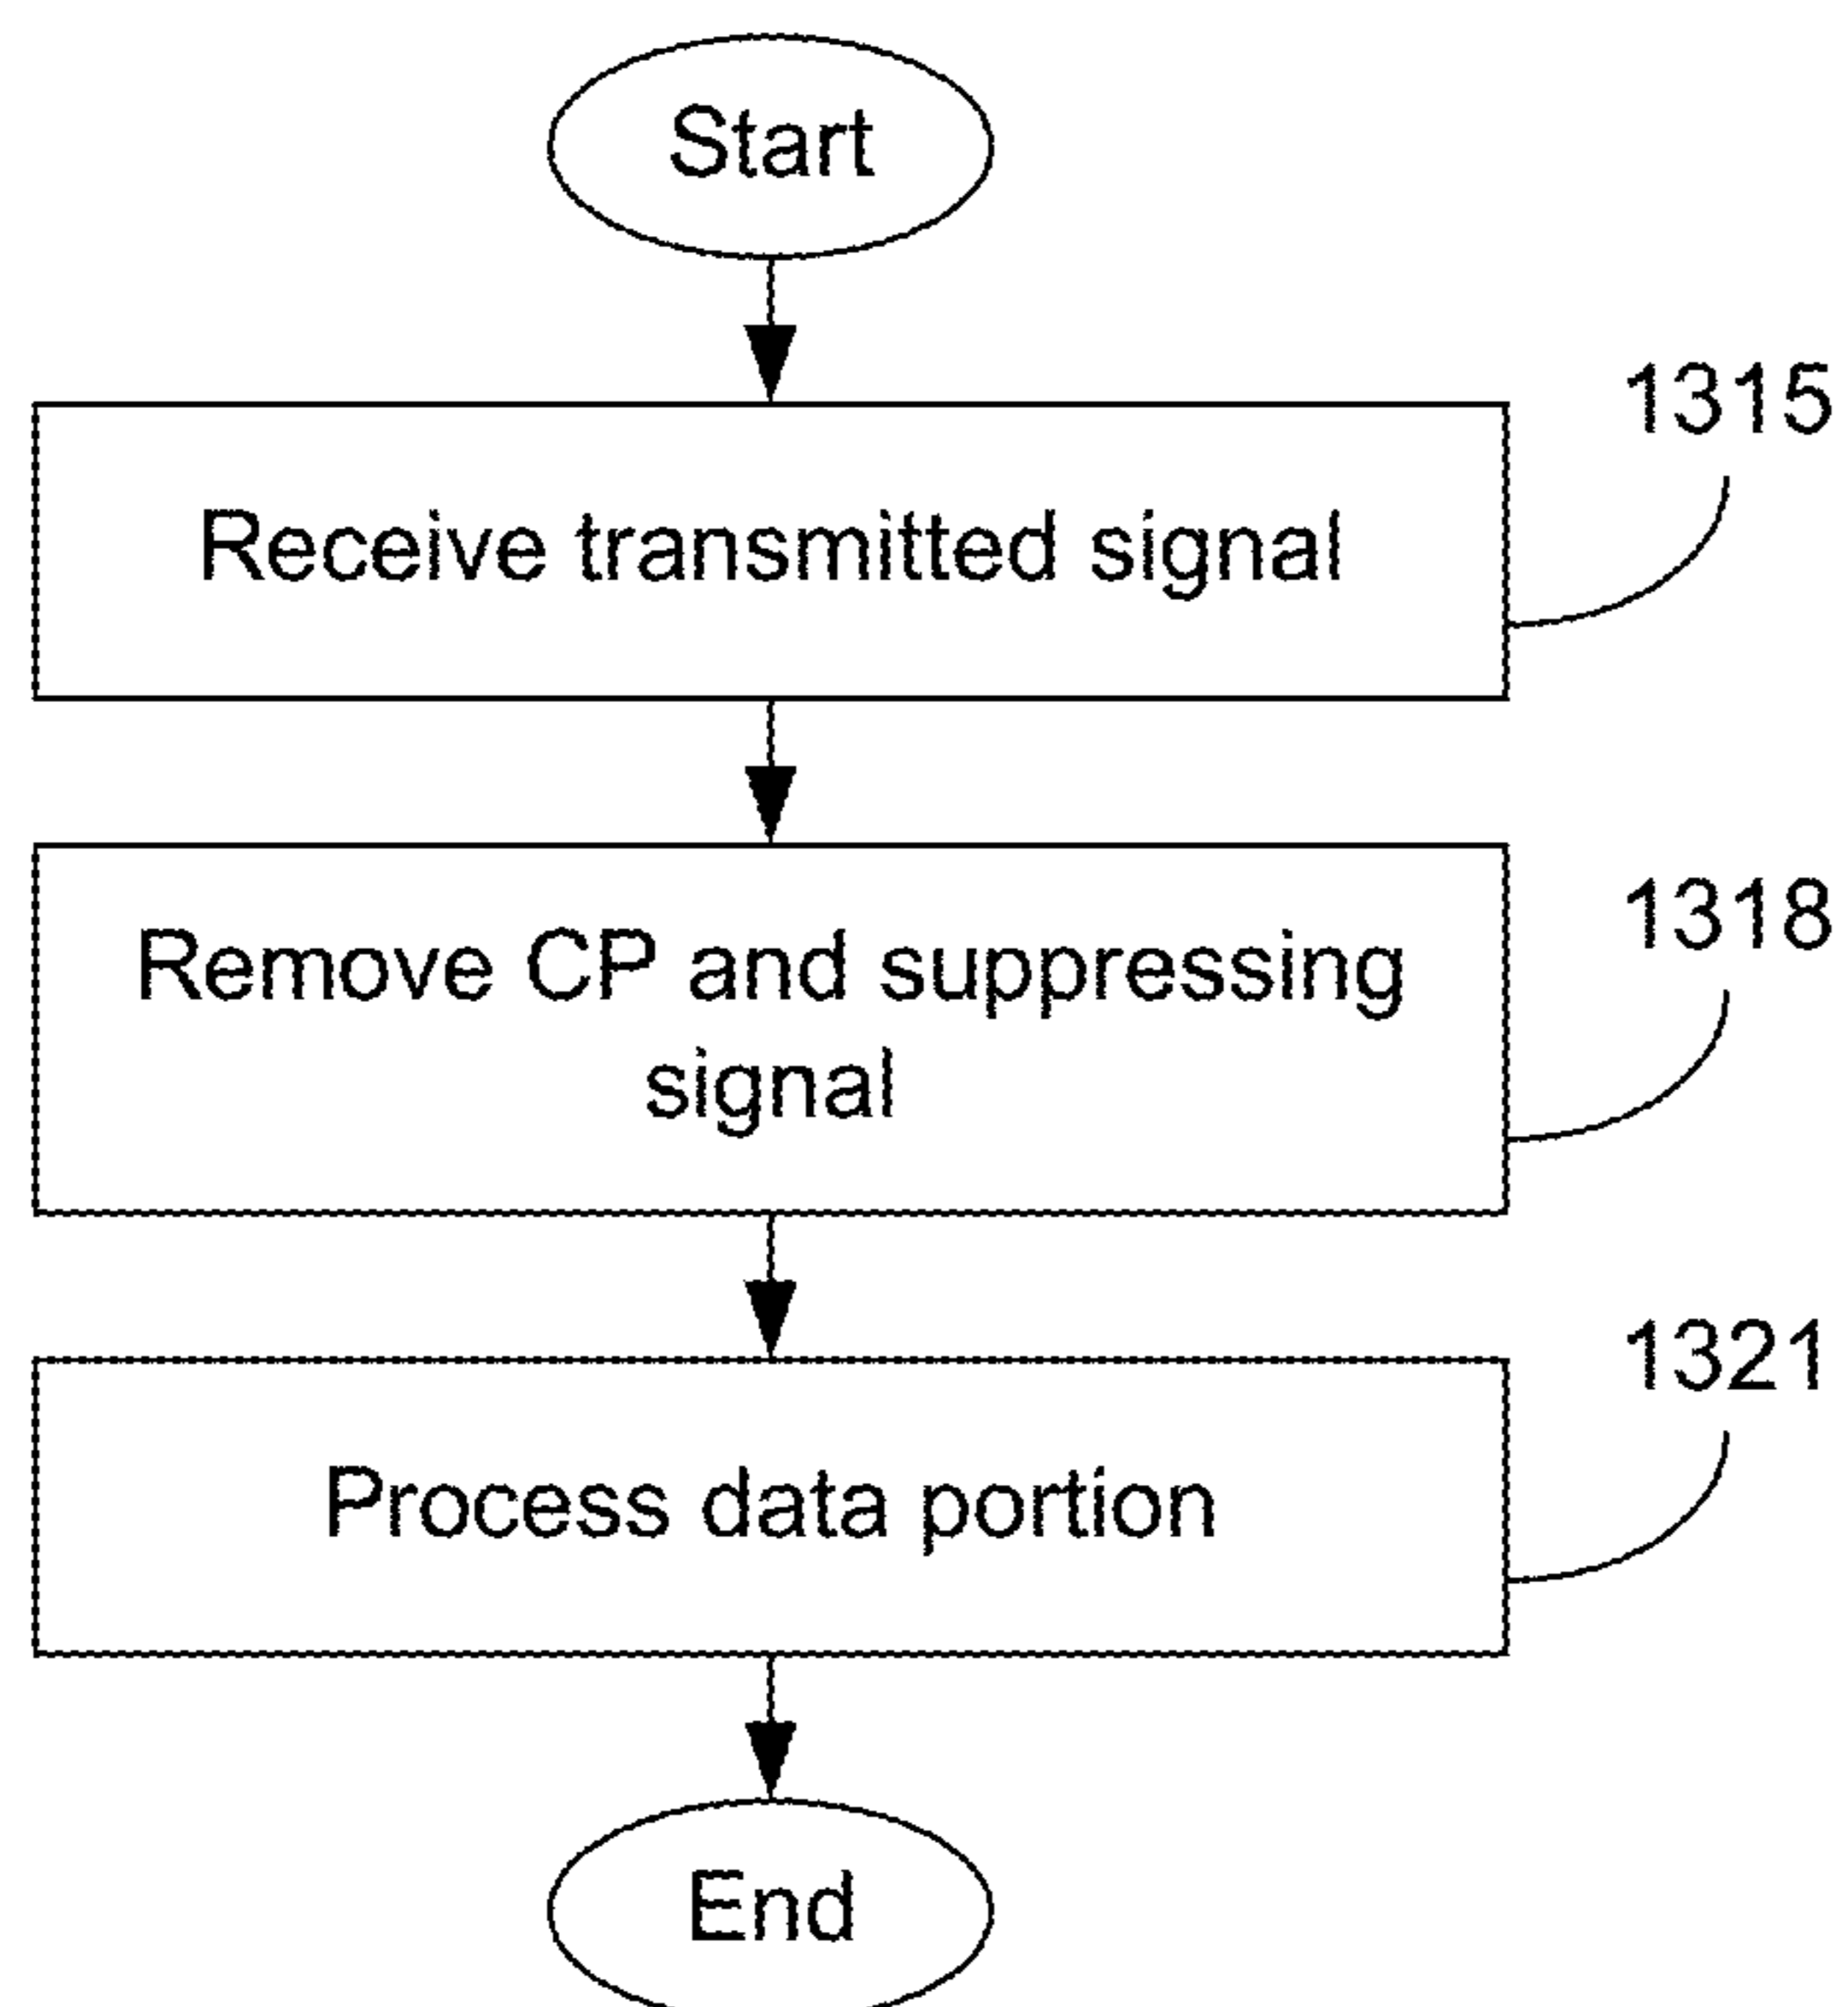 Start
1315
Receive transmitted signal
1318
Remove CP and suppressing
signal
1321
Process data portion
End